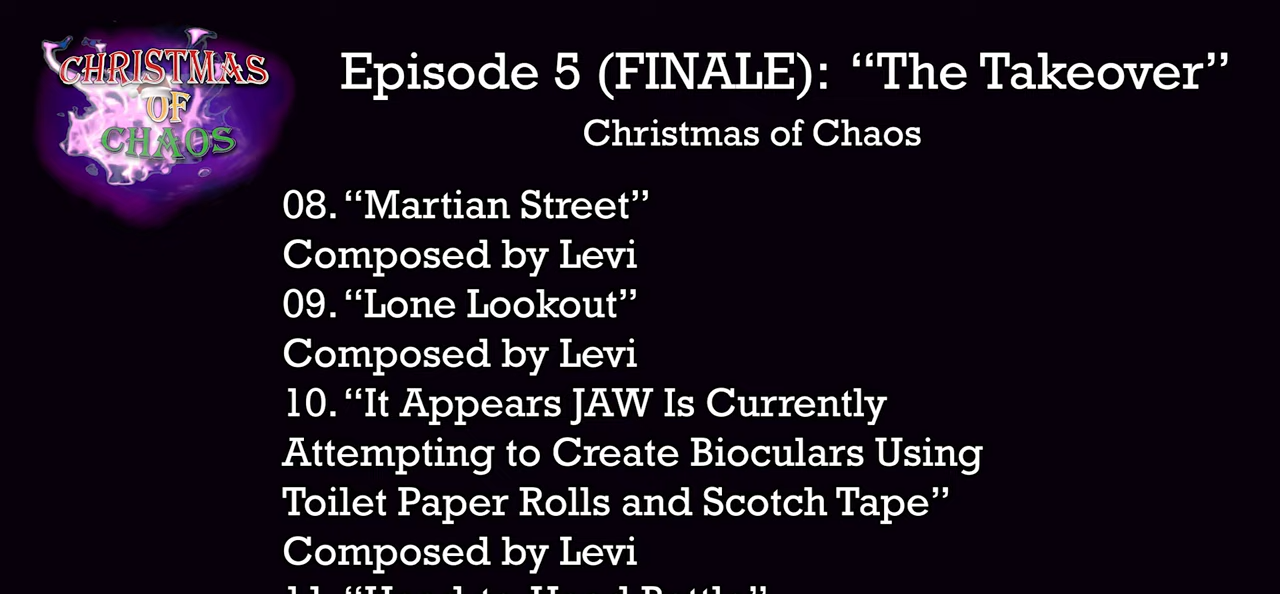 CHRISTMAS
OF
CHAOS
Episode 5 (FINALE): “The Takeover”
Christmas of Chaos
08. “Martian Street”
Composed by Levi
09. “Lone Lookout”
Composed by Levi
10. “It Appears JAW Is Currently
Attempting to Create Bioculars Using
Toilet Paper Rolls and Scotch Tape”
Composed by Levi